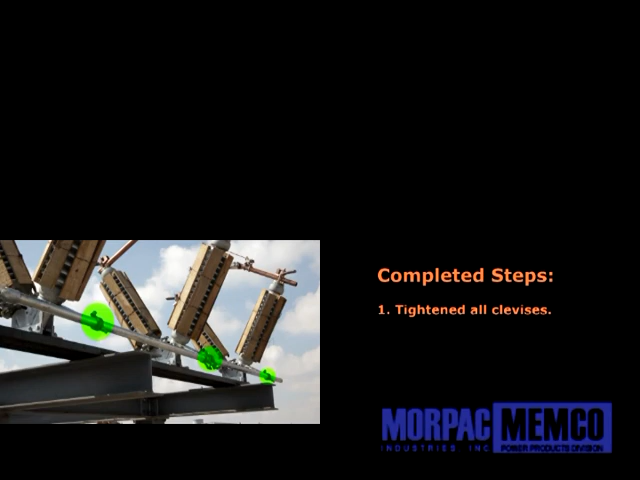 Completed Steps:
1. Tightened all clevises.
MORPAC MEMCO
INDUSTRIES INC POWER PRODUCTS DIVISION